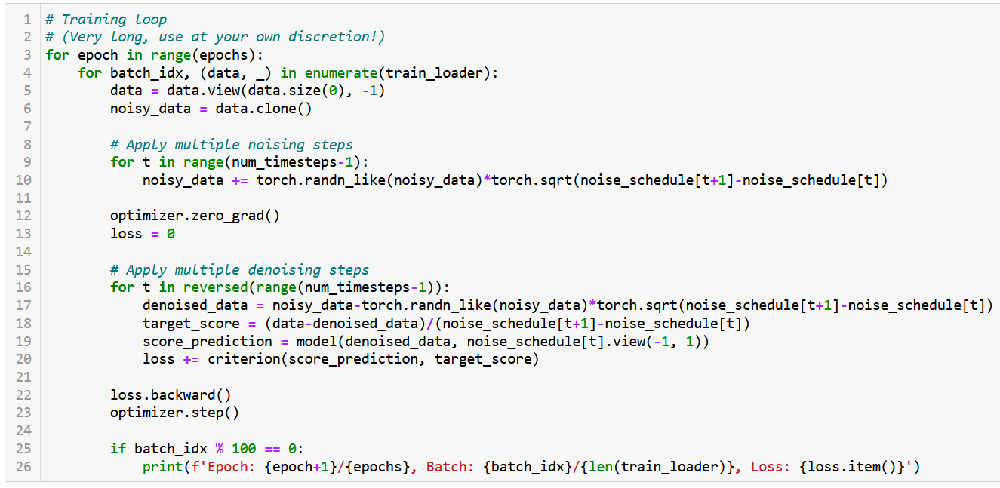 1 # Training loop
2 # (Very long, use at your own discretion!)
3 for epoch in range(epochs):
4     for batch_idx, (data, _) in enumerate(train_loader):
5         data = data.view(data.size(0), -1)
6         noisy_data = data.clone()
7
8         # Apply multiple noising steps
9         for t in range(num_timesteps-1):
10             noisy_data += torch.randn_like(noisy_data)*torch.sqrt(noise_schedule[t+1]-noise_schedule[t])
11
12         optimizer.zero_grad()
13         loss = 0
14
15         # Apply multiple denoising steps
16         for t in reversed(range(num_timesteps-1)):
17             denoised_data = noisy_data-torch.randn_like(noisy_data)*torch.sqrt(noise_schedule[t+1]-noise_schedule[t])
18             target_score = (data-denoised_data)/(noise_schedule[t+1]-noise_schedule[t])
19             score_prediction = model(denoised_data, noise_schedule[t].view(-1, 1))
20             loss += criterion(score_prediction, target_score)
21
22         loss.backward()
23         optimizer.step()
24
25         if batch_idx % 100 == 0:
26             print(f'Epoch: {epoch+1}/{epochs}, Batch: {batch_idx}/{len(train_loader)}, Loss: {loss.item()}')